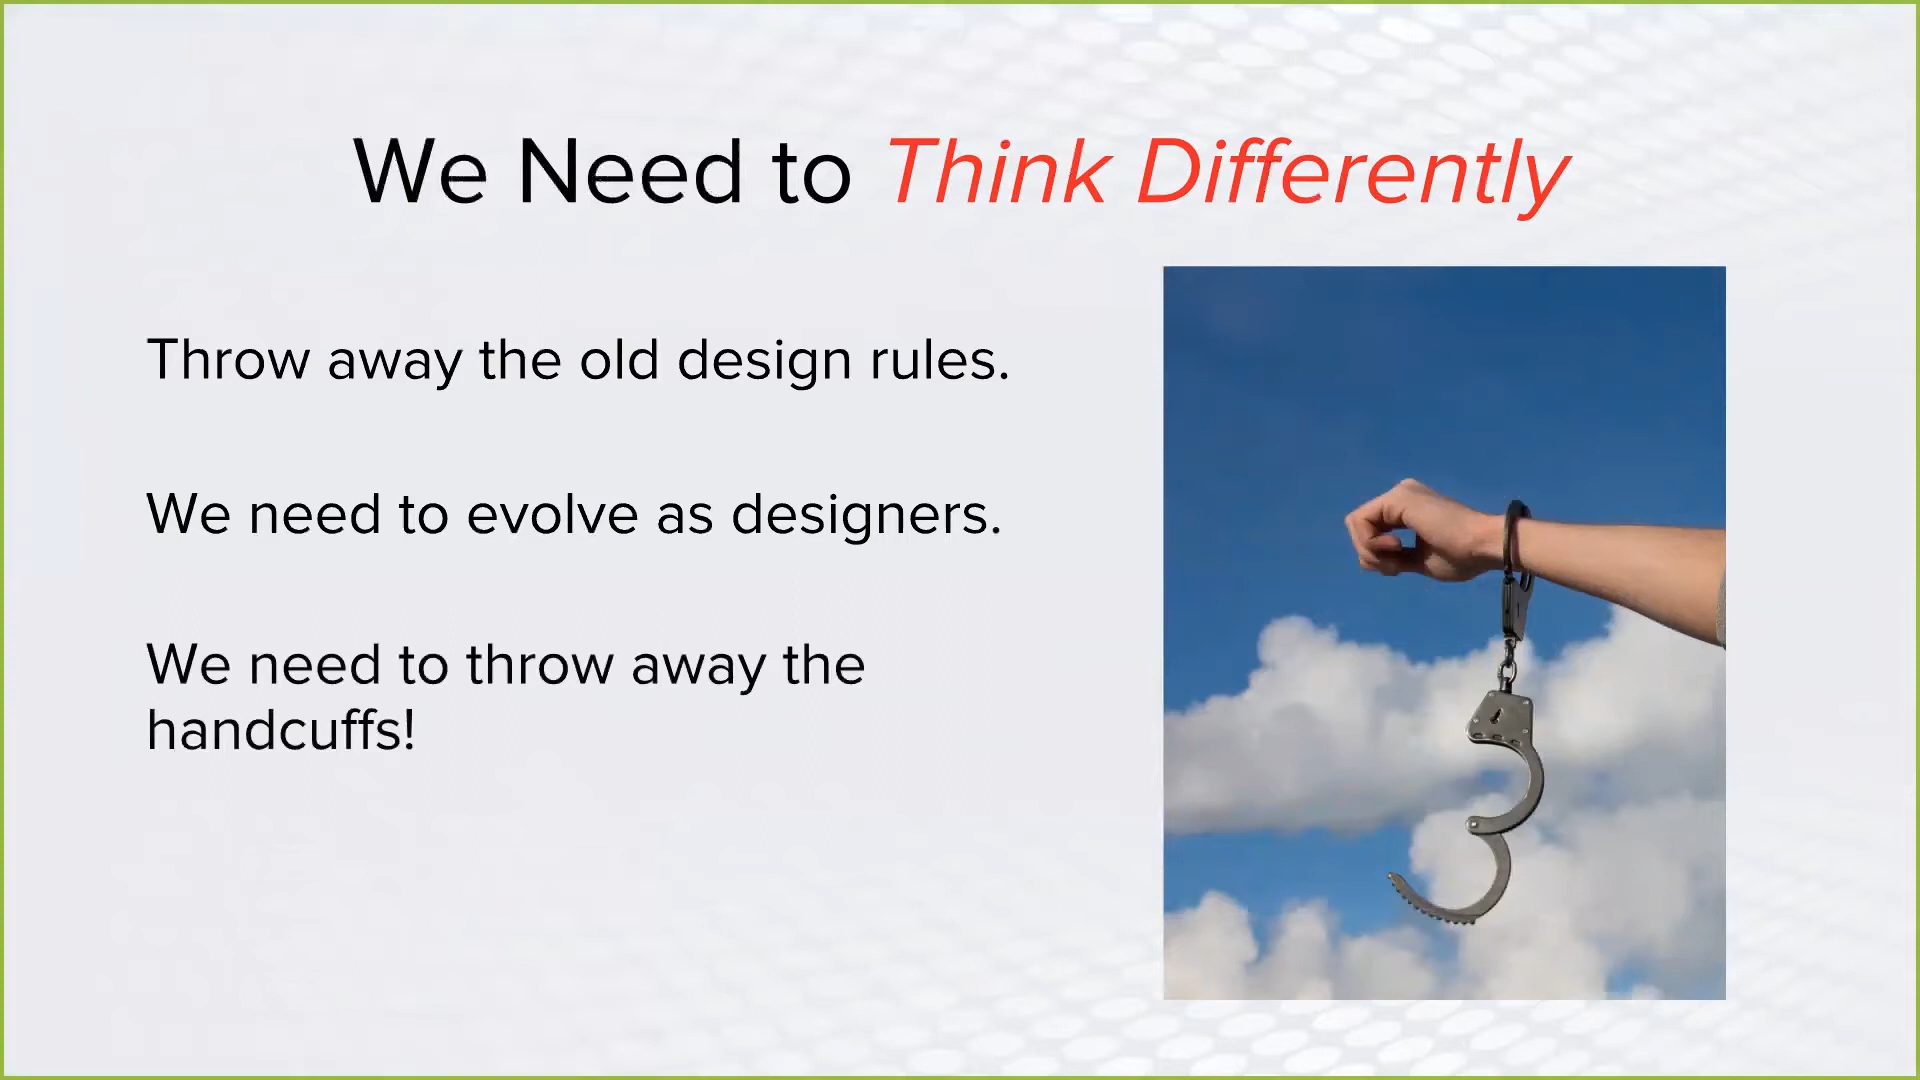 We Need to Think Differently
Throw away the old design rules.
We need to evolve as designers.
We need to throw away the
handcuffs!